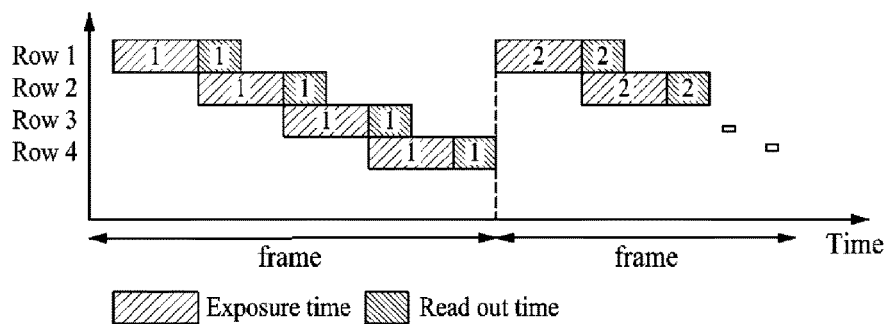 Row 1 1 1 2 2
Row 2 1 1 2 2
Row 3 1 1
Row 4 1 1
Time
frame frame
Exposure time Read out time